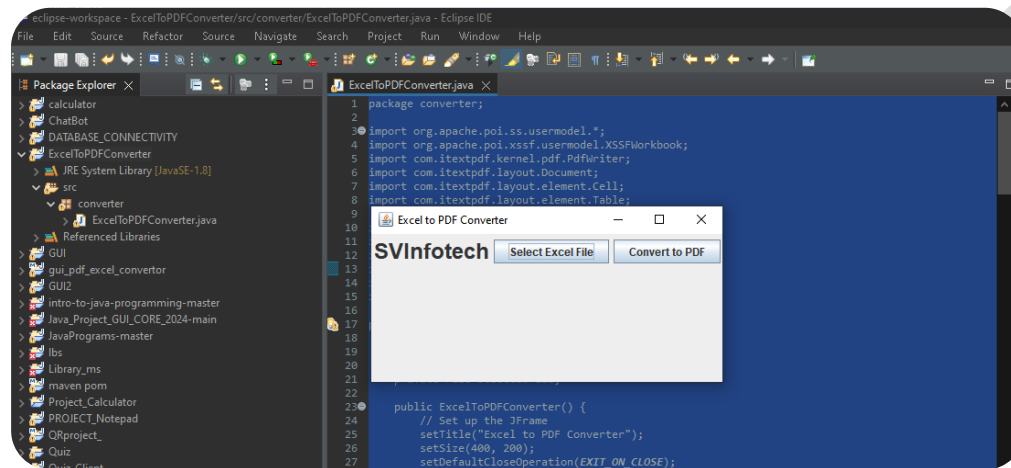 eclipse-workspace - ExcelToPDFConverter/src/converter/ExcelToPDFConverter.java - Eclipse IDE
File Edit Source Refactor Source Navigate Search Project Run Window Help
Package Explorer
calculator
ChatBot
DATABASE_CONNECTIVITY
ExcelToPDFConverter
JRE System Library [JavaSE-1.8]
src
converter
ExcelToPDFConverter.java
Referenced Libraries
GUI
gui_pdf_excel_convertor
GUI2
intro-to-java-programming-master
Java_Project_GUI_CORE_2024-main
JavaPrograms-master
lbs
Library_ms
maven pom
Project_Calculator
PROJECT_Notepad
QRproject_
Quiz
Quiz_Client
ExcelToPDFConverter.java
1 package converter;
2
3 import org.apache.poi.ss.usermodel.*;
4 import org.apache.poi.xssf.usermodel.XSSFWorkbook;
5 import com.itextpdf.kernel.pdf.PdfWriter;
6 import com.itextpdf.layout.Document;
7 import com.itextpdf.layout.element.Cell;
8 import com.itextpdf.layout.element.Table;
9
10
11
12
13
14
15
16
17
18
19
20
21
22
23 public ExcelToPDFConverter() {
24 // Set up the JFrame
25 setTitle("Excel to PDF Converter");
26 setSize(400, 200);
27 setDefaultCloseOperation(EXIT_ON_CLOSE);
Excel to PDF Converter
SVInfotech Select Excel File Convert to PDF